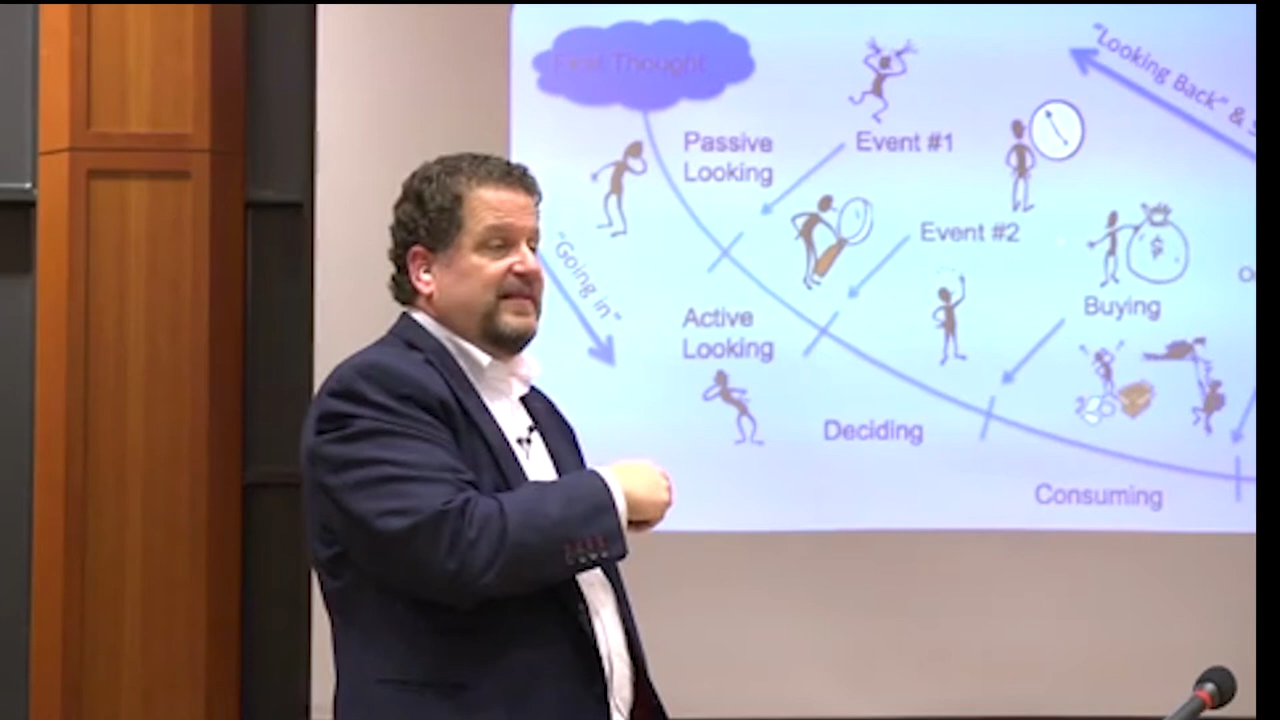 First Thought
"Looking Back" &
Passive
Looking
Event #1
"Going in"
Event #2
$
Buying
Active
Looking
Deciding
Consuming